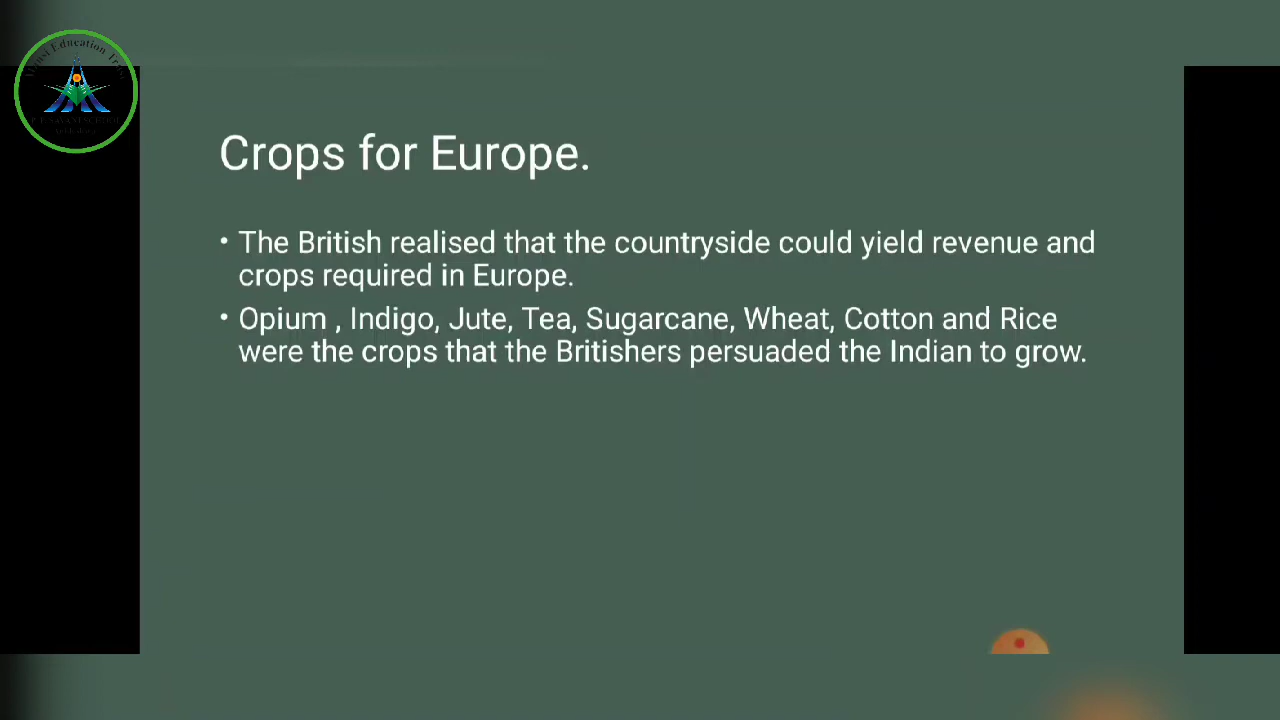 Crops for Europe.
• The British realised that the countryside could yield revenue and
crops required in Europe.
• Opium , Indigo, Jute, Tea, Sugarcane, Wheat, Cotton and Rice
were the crops that the Britishers persuaded the Indian to grow.